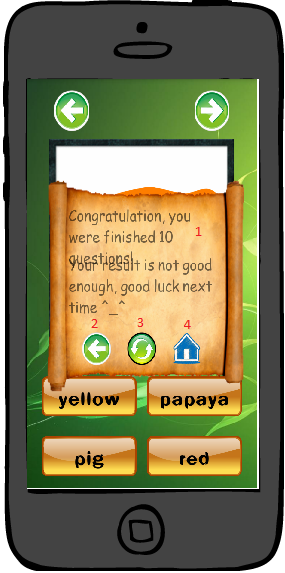 Congratulation, you
were finished 10
questions!
Your result is not good
enough, good luck next
time ^_^
1
2
3
4
yellow
papaya
pig
red